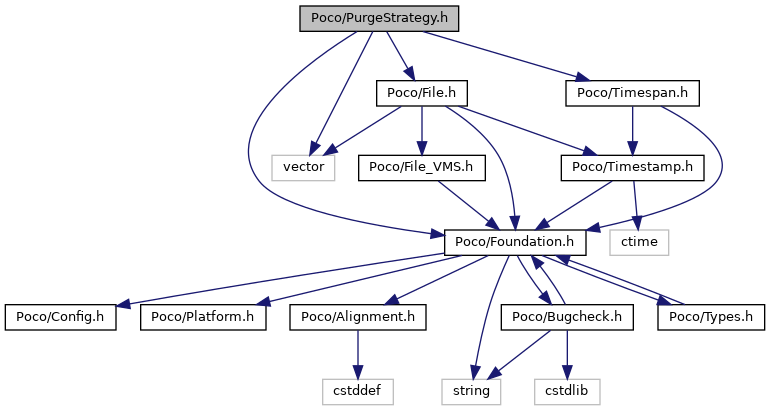 Poco/PurgeStrategy.h
Poco/File.h
Poco/Timespan.h
vector
Poco/File_VMS.h
Poco/Timestamp.h
Poco/Foundation.h
ctime
Poco/Config.h
Poco/Platform.h
Poco/Alignment.h
Poco/Bugcheck.h
Poco/Types.h
cstddef
string
cstdlib